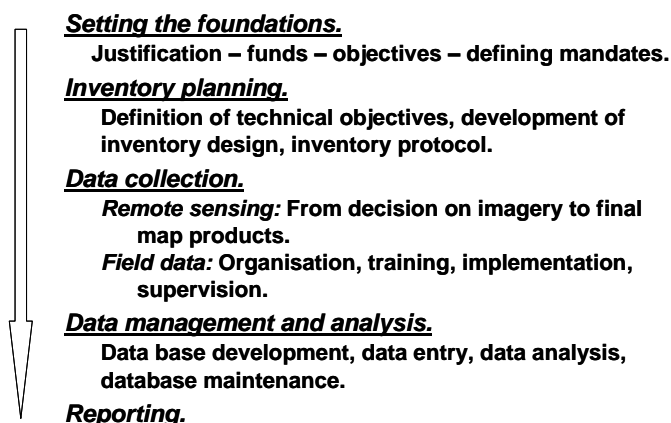 Setting the foundations.
Justification – funds – objectives – defining mandates.
Inventory planning.
Definition of technical objectives, development of
inventory design, inventory protocol.
Data collection.
Remote sensing: From decision on imagery to final
map products.
Field data: Organisation, training, implementation,
supervision.
Data management and analysis.
Data base development, data entry, data analysis,
database maintenance.
Reporting.